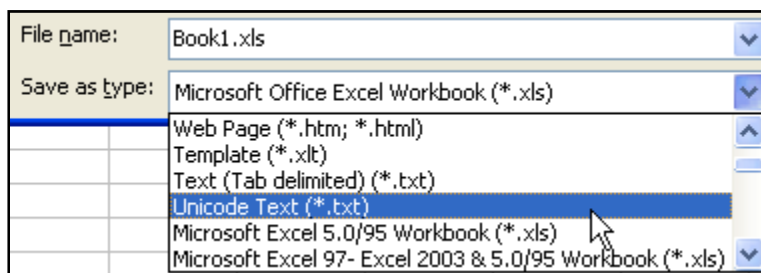 File name:
Book1.xls
Save as type:
Microsoft Office Excel Workbook (*.xls)
Web Page (*.htm; *.html)
Template (*.xlt)
Text (Tab delimited) (*.txt)
Unicode Text (*.txt)
Microsoft Excel 5.0/95 Workbook (*.xls)
Microsoft Excel 97- Excel 2003 & 5.0/95 Workbook (*.xls)